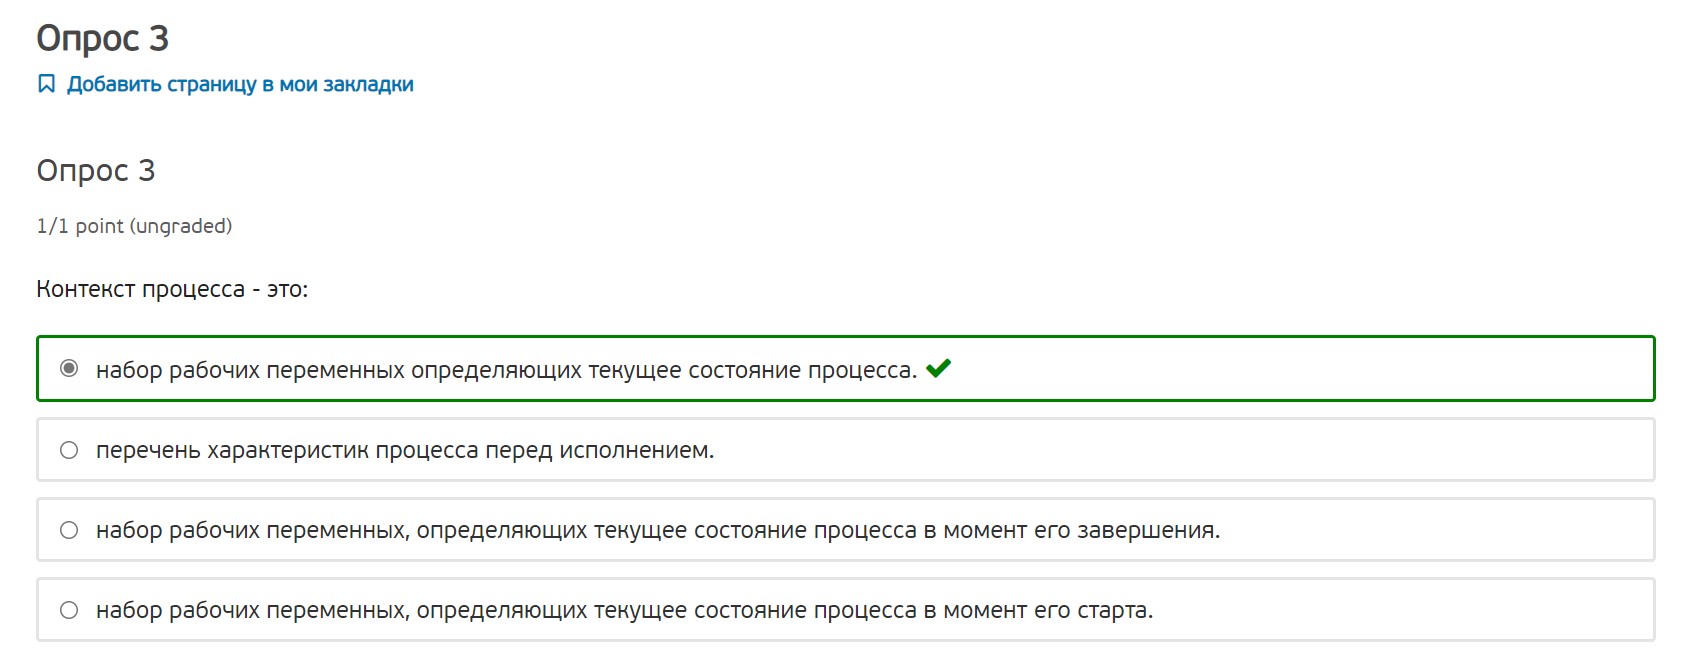 Опрос 3
Добавить страницу в мои закладки
Опрос 3
1/1 point (ungraded)
Контекст процесса - это:
набор рабочих переменных определяющих текущее состояние процесса.
перечень характеристик процесса перед исполнением.
набор рабочих переменных, определяющих текущее состояние процесса в момент его завершения.
набор рабочих переменных, определяющих текущее состояние процесса в момент его старта.